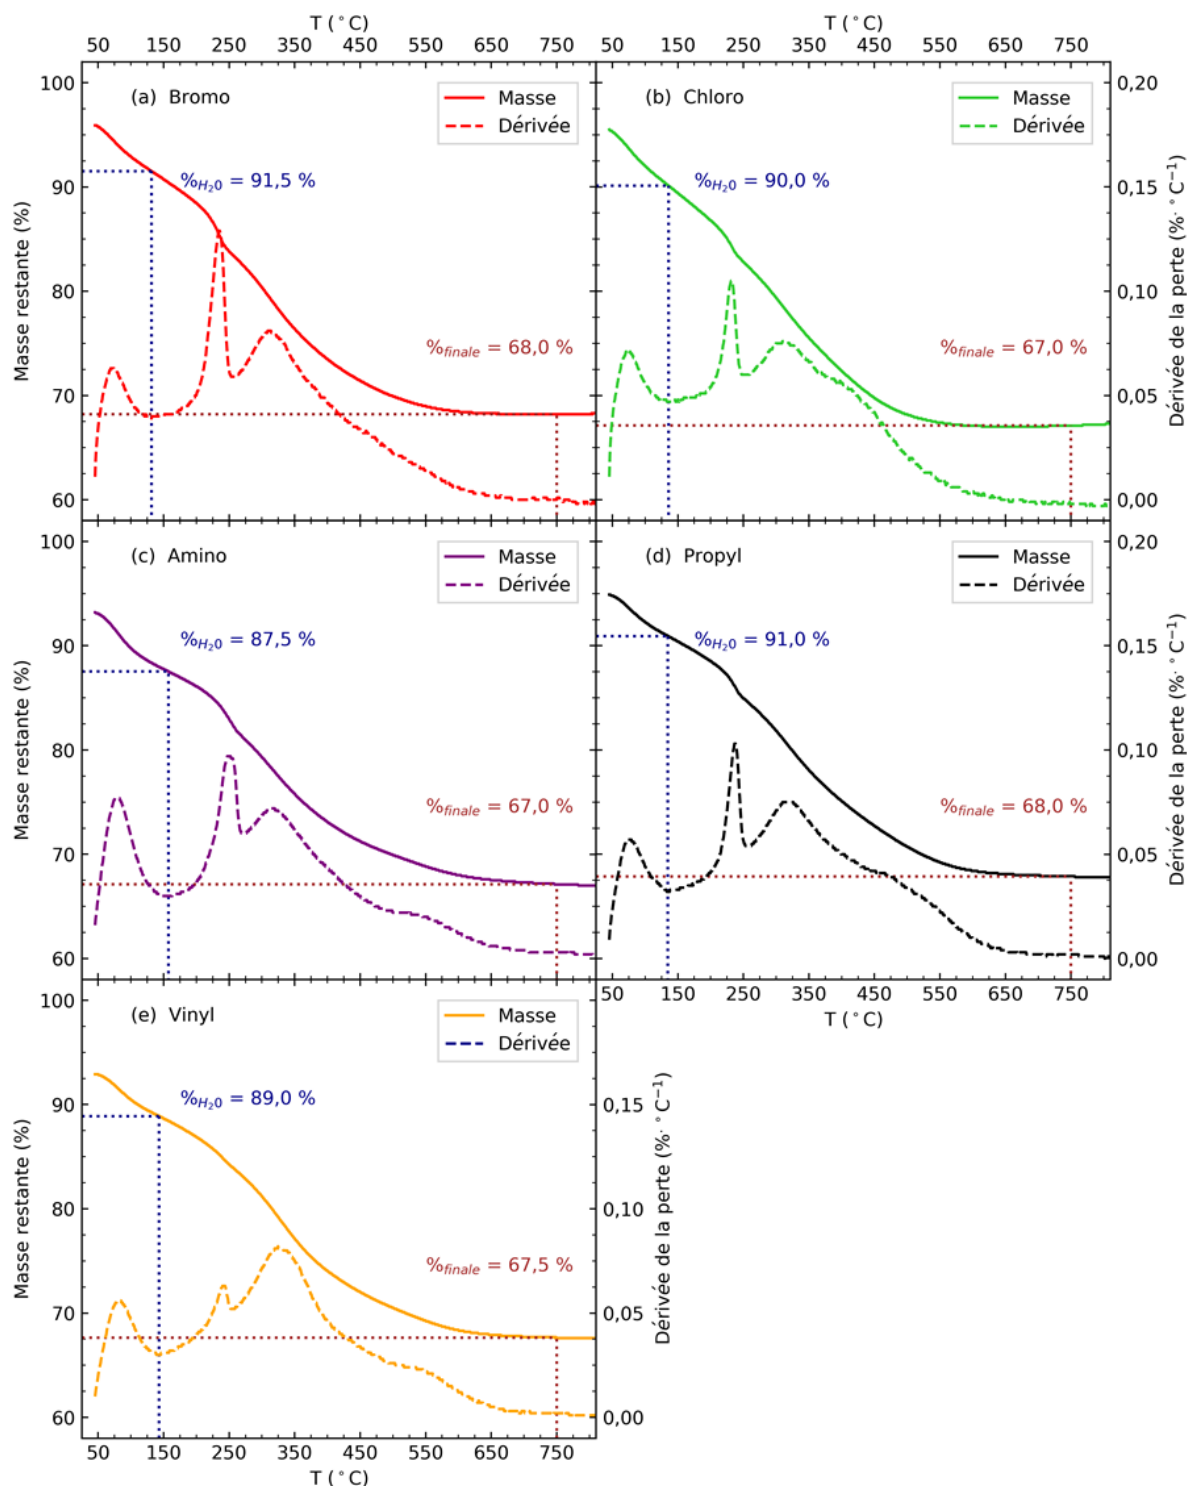 T (°C) T (°C)
50 150 250 350 450 550 650 750 50 150 250 350 450 550 650 750
100 (a) Bromo Masse Dérivée (b) Chloro Masse Dérivée 0,20
%H20 = 91,5 % %H20 = 90,0 %
90 0,15
80 0,10
%finale = 68,0 % %finale = 67,0 %
70 0,05
60 0,00
Masse restante (%) Dérivée de la perte (%·°C−1)
100 (c) Amino Masse Dérivée (d) Propyl Masse Dérivée 0,20
%H20 = 87,5 % %H20 = 91,0 %
90 0,15
80 0,10
%finale = 67,0 % %finale = 68,0 %
70 0,05
60 0,00
Masse restante (%) Dérivée de la perte (%·°C−1)
50 150 250 350 450 550 650 750
T (°C)
100 (e) Vinyl Masse Dérivée
%H20 = 89,0 %
90 0,15
80 0,10
%finale = 67,5 %
70 0,05
60 0,00
Masse restante (%) Dérivée de la perte (%·°C−1)
50 150 250 350 450 550 650 750
T (°C)